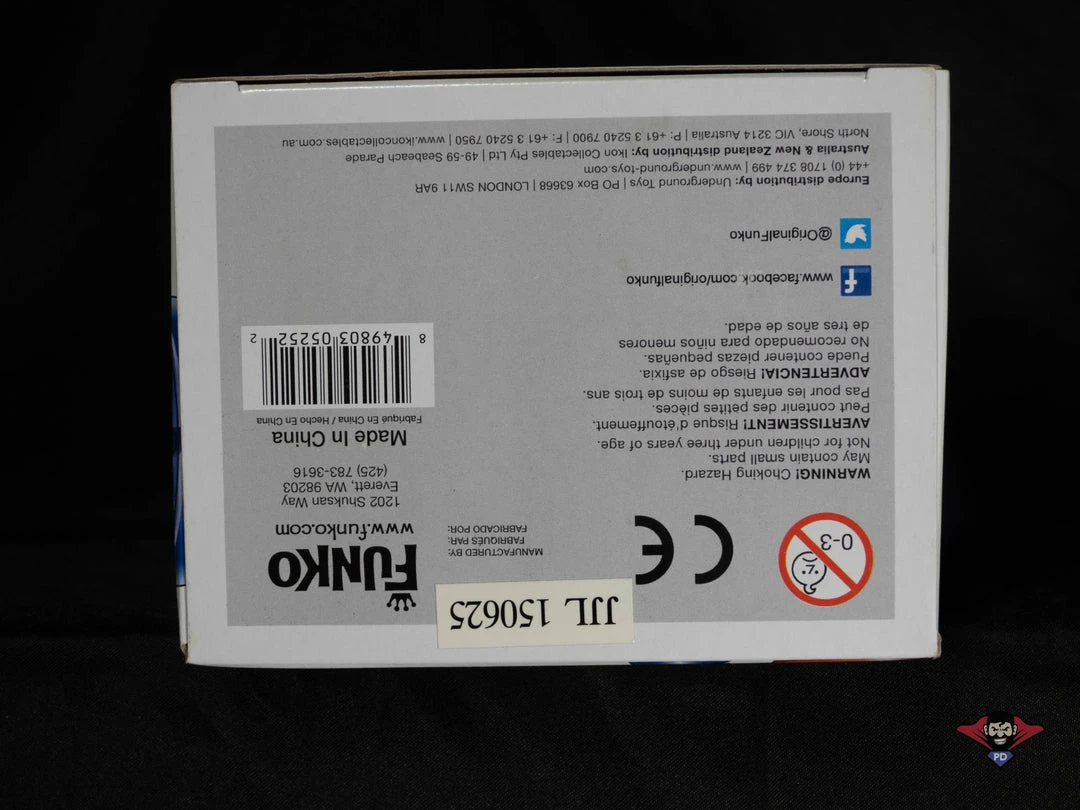 JJL 150625
0-3
CE
WARNING! Choking Hazard.
May contain small parts.
Not for children under three years of age.
AVERTISSEMENT! Risque d'étouffement.
Peut contenir des petites pièces.
Pas pour les enfants de moins de trois ans.
ADVERTENCIA! Riesgo de asfixia.
Puede contener piezas pequeñas.
No recomendado para niños menores
de tres años de edad.
MANUFACTURED BY:
FABRIQUÉS PAR:
FABRICADO POR:
FUNKO
www.funko.com
1202 Shuksan Way
Everett, WA 98203
(425) 783-3616
Made In China
Fabriqué En China / Hecho En China
8 49803 05252 2
www.facebook.com/originalfunko
@OriginalFunko
Europe distribution by: Underground Toys | PO Box 63668 | LONDON SW11 9AR
+44 (0) 1708 374 499 | www.underground-toys.com
Australia & New Zealand distribution by: Ikon Collectables Pty Ltd | 49-59 Seabeach Parade
North Shore, VIC 3214 Australia | P: +61 3 5240 7900 | F: +61 3 5240 7950 | www.ikoncollectables.com.au
PD